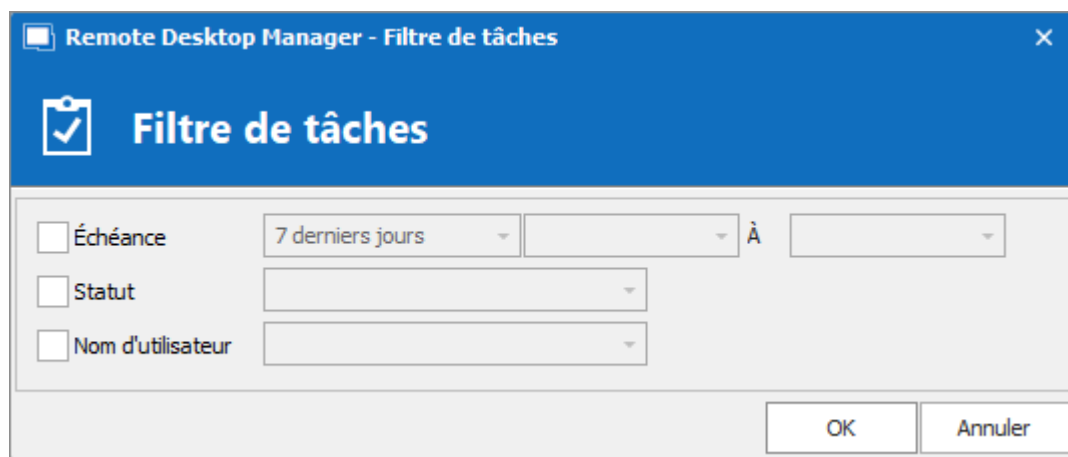 Remote Desktop Manager - Filtre de tâches
Filtre de tâches
Échéance 7 derniers jours À
Statut
Nom d'utilisateur
OK Annuler